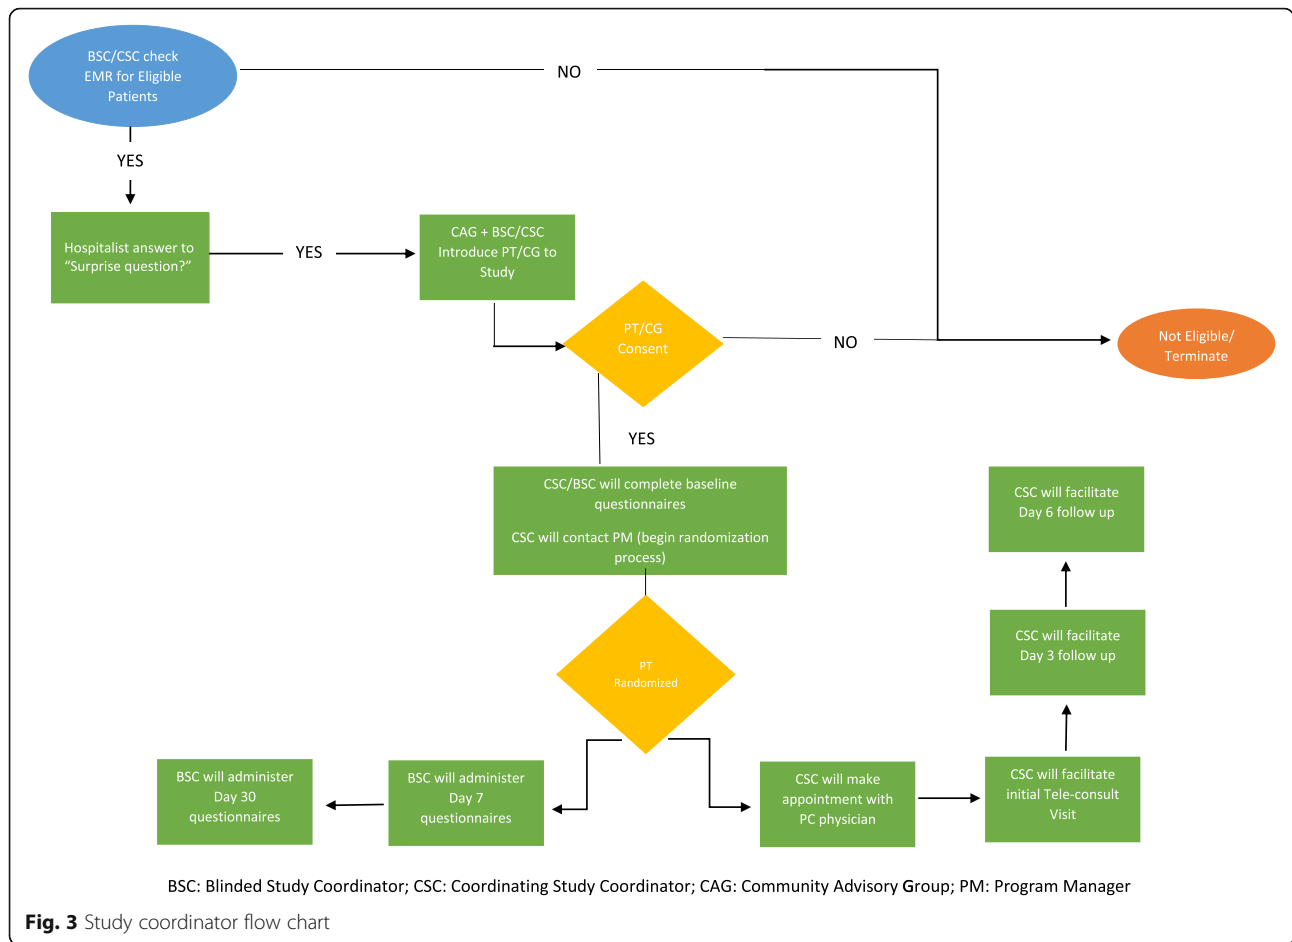 BSC/CSC check
EMR for Eligible
Patients
NO
YES
Hospitalist answer to
“Surprise question?”
YES
CAG + BSC/CSC
Introduce PT/CG to
Study
PT/CG
Consent
NO
Not Eligible/
Terminate
YES
CSC/BSC will complete baseline
questionnaires
CSC will contact PM (begin randomization
process)
CSC will facilitate
Day 6 follow up
CSC will facilitate
Day 3 follow up
PT
Randomized
BSC will administer
Day 30
questionnaires
BSC will administer
Day 7
questionnaires
CSC will make
appointment with
PC physician
CSC will facilitate
initial Tele-consult
Visit
BSC: Blinded Study Coordinator; CSC: Coordinating Study Coordinator; CAG: Community Advisory Group; PM: Program Manager
Fig. 3 Study coordinator flow chart